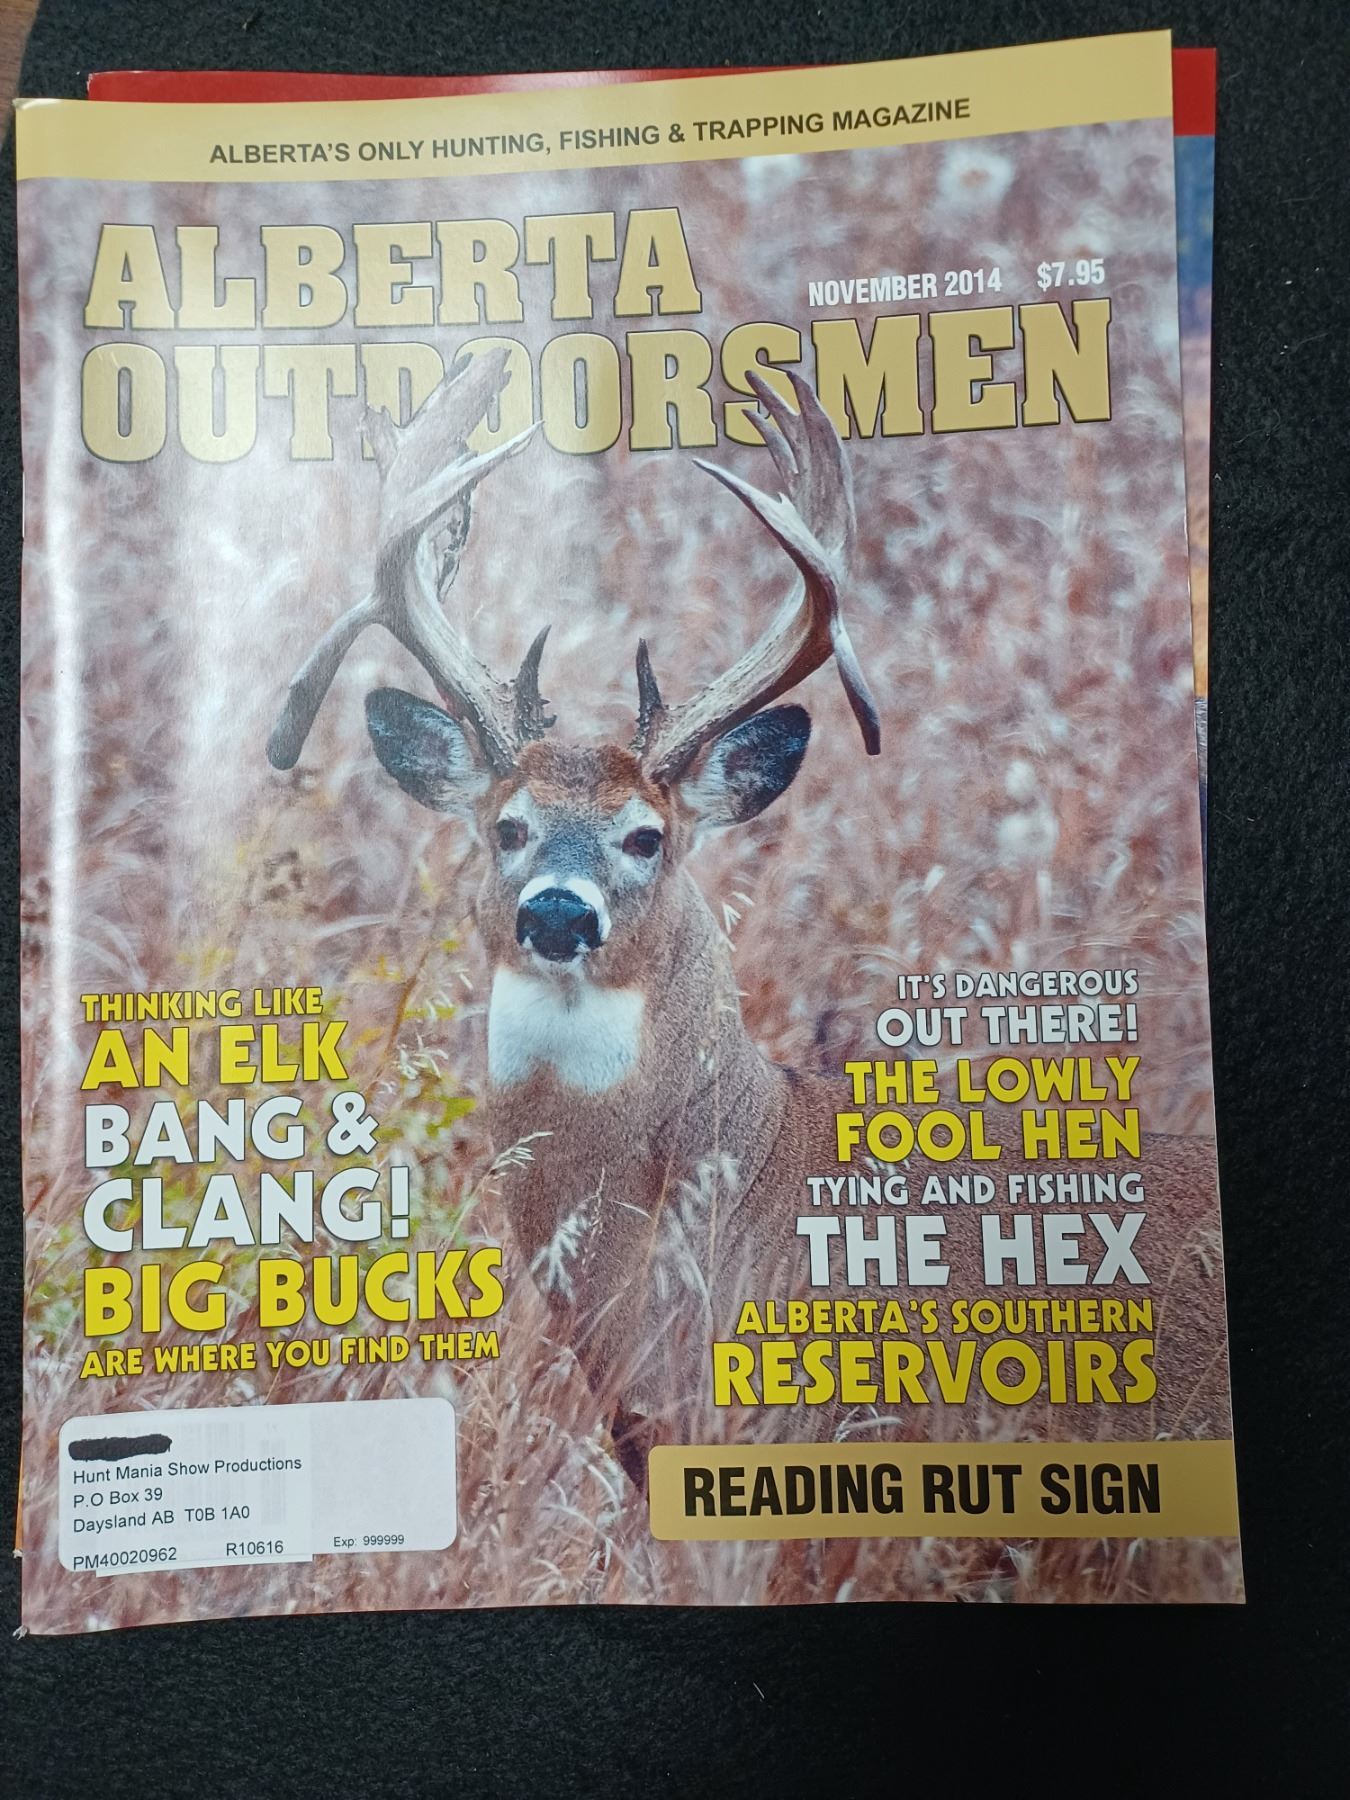 ALBERTA'S ONLY HUNTING, FISHING & TRAPPING MAGAZINE
ALBERTA
NOVEMBER 2014 $7.95
OUTDOORSMEN
THINKING LIKE
AN ELK
BANG &
CLANG!
BIG BUCKS
ARE WHERE YOU FIND THEM
IT'S DANGEROUS
OUT THERE!
THE LOWLY
FOOL HEN
TYING AND FISHING
THE HEX
ALBERTA'S SOUTHERN
RESERVOIRS
READING RUT SIGN
Hunt Mania Show Productions
P.O Box 39
Daysland AB T0B 1A0
PM40020962 R10616 Exp: 999999